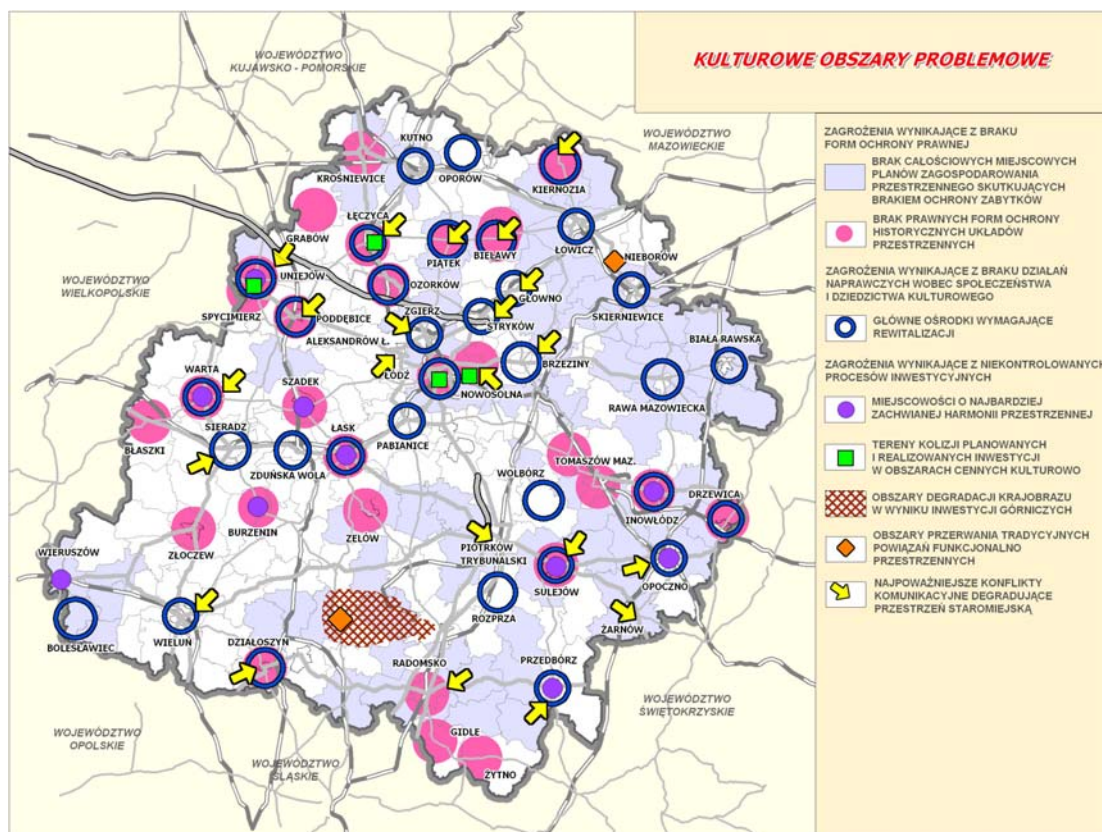 KULTUROWE OBSZARY PROBLEMOWE
ZAGROŻENIA WYNIKAJĄCE Z BRAKU
FORM OCHRONY PRAWNEJ
BRAK CAŁOŚCIOWYCH MIEJSCOWYCH
PLANÓW ZAGOSPODAROWANIA
PRZESTRZENNEGO SKUTKUJĄCYCH
BRAKIEM OCHRONY ZABYTKÓW
BRAK PRAWNYCH FORM OCHRONY
HISTORYCZNYCH UKŁADÓW
PRZESTRZENNYCH
ZAGROŻENIA WYNIKAJĄCE Z BRAKU DZIAŁAŃ
NAPRAWCZYCH WOBEC SPOŁECZEŃSTWA
I DZIEDZICTWA KULTUROWEGO
GŁÓWNE OŚRODKI WYMAGAJĄCE
REWITALIZACJI
ZAGROŻENIA WYNIKAJĄCE Z NIEKONTROLOWANYCH
PROCESÓW INWESTYCYJNYCH
MIEJSCOWOŚCI O NAJBARDZIEJ
ZACHWIANEJ HARMONII PRZESTRZENNEJ
TERENY KOLIZJI PLANOWANYCH
I REALIZOWANYCH INWESTYCJI
W OBSZARACH CENNYCH KULTUROWO
OBSZARY DEGRADACJI KRAJOBRAZU
W WYNIKU INWESTYCJI GÓRNICZYCH
OBSZARY PRZERWANIA TRADYCYJNYCH
POWIĄZAŃ FUNKCJONALNO
PRZESTRZENNYCH
NAJPOWAŻNIEJSZE KONFLIKTY
KOMUNIKACYJNE DEGRADUJĄCE
PRZESTRZEŃ STAROMIEJSKĄ
WOJEWÓDZTWO
KUJAWSKO - POMORSKIE
WOJEWÓDZTWO
MAZOWIECKIE
WOJEWÓDZTWO
WIELKOPOLSKIE
WOJEWÓDZTWO
OPOLSKIE
WOJEWÓDZTWO
ŚLĄSKIE
WOJEWÓDZTWO
ŚWIĘTOKRZYSKIE
KUTNO
KROŚNIEWICE
OPORÓW
KIERNOZIA
ŁĘCZYCA
GRABÓW
PIĄTEK
BIELAWY
ŁOWICZ
NIEBORÓW
UNIEJÓW
OZORKÓW
GŁOWNO
SKIERNIEWICE
SPYCIMIERZ
PODDĘBICE
ZGIERZ
STRYKÓW
ALEKSANDRÓW Ł.
BIAŁA RAWSKA
BRZEZINY
WARTA
SZADEK
ŁÓDŹ
NOWOSOLNA
RAWA MAZOWIECKA
BŁASZKI
SIERADZ
ŁASK
PABIANICE
ZDUŃSKA WOLA
WOLBÓRZ
TOMASZÓW MAZ.
DRZEWICA
INOWŁÓDZ
BURZENIN
ZELÓW
ZŁOCZEW
PIOTRKÓW
TRYBUNALSKI
WIERUSZÓW
SULEJÓW
OPOCZNO
ROZPRZA
ŻARNÓW
BOLESŁAWIEC
WIELUŃ
DZIAŁOSZYN
RADOMSKO
PRZEDBÓRZ
GIDLE
ŻYTNO